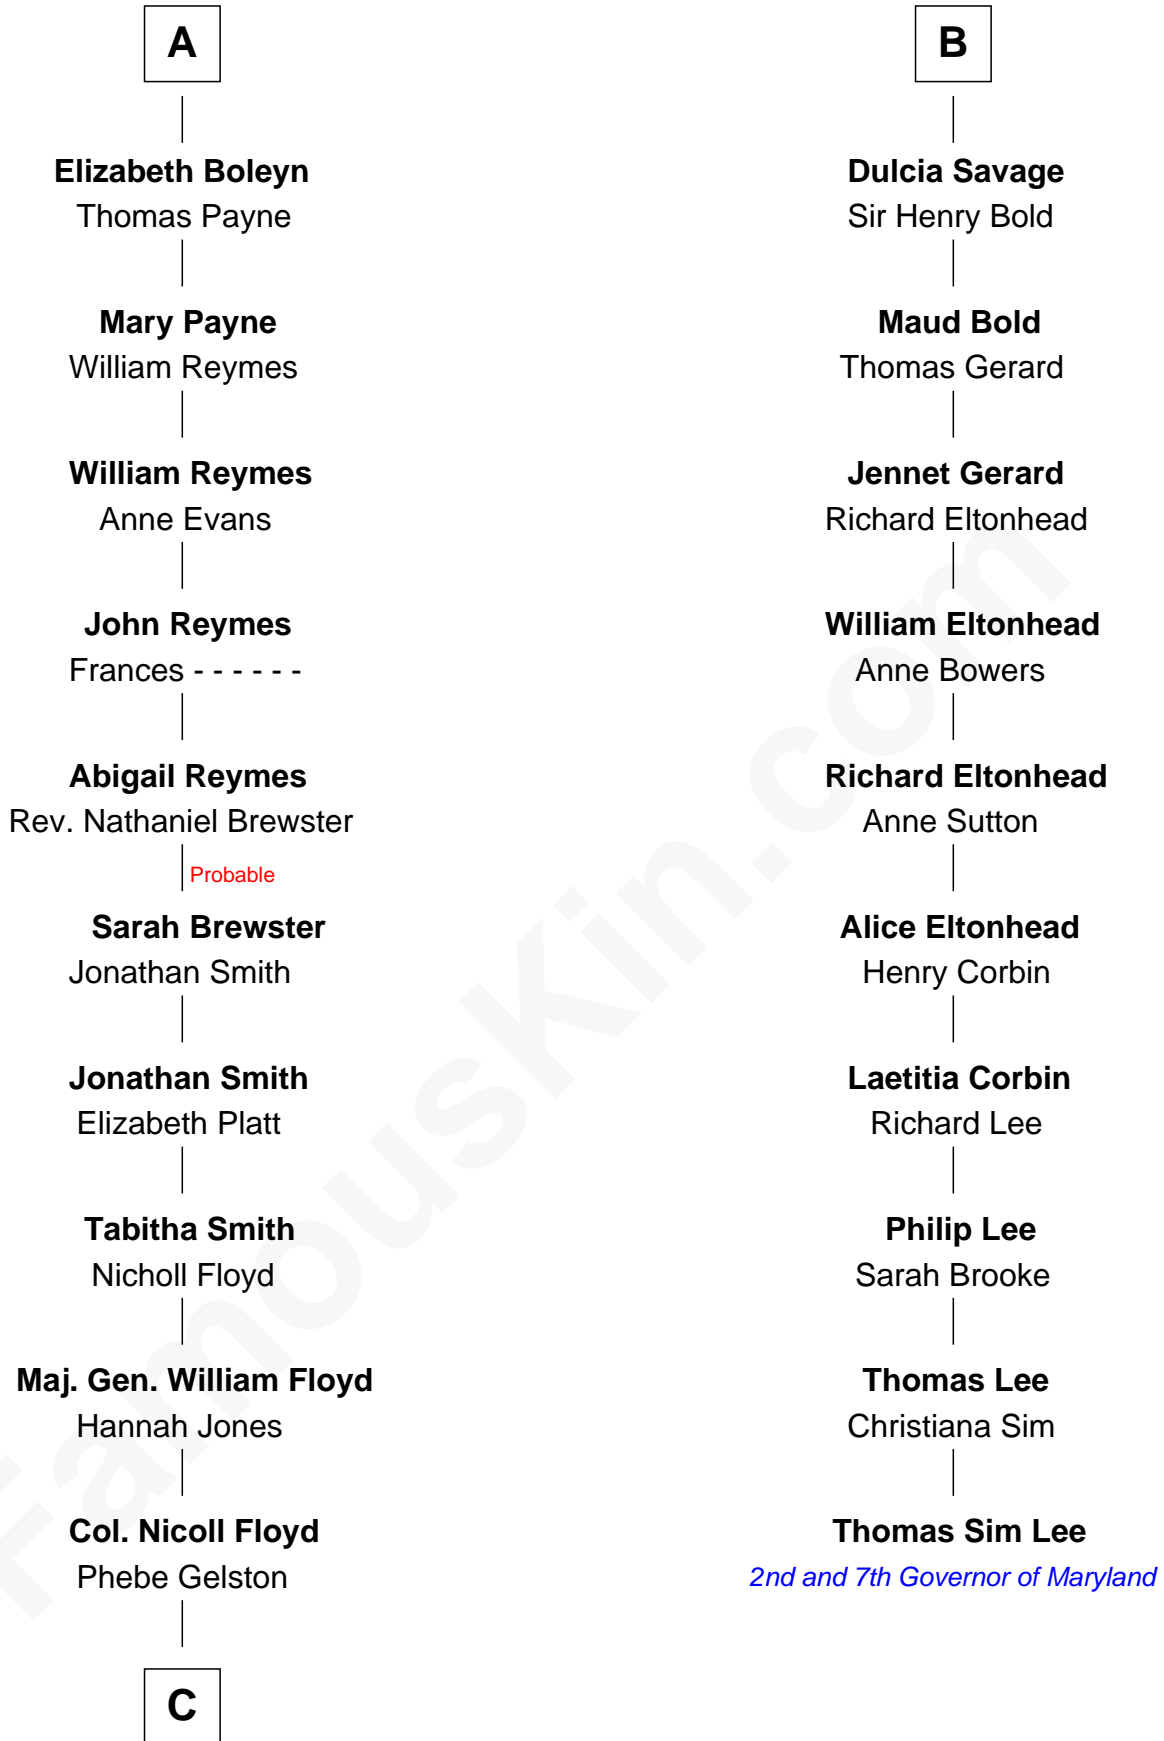 A
Elizabeth Boleyn
Thomas Payne
Mary Payne
William Reymes
William Reymes
Anne Evans
John Reymes
Frances - - - - - -
Abigail Reymes
Rev. Nathaniel Brewster
Probable
Sarah Brewster
Jonathan Smith
Jonathan Smith
Elizabeth Platt
Tabitha Smith
Nicholl Floyd
Maj. Gen. William Floyd
Hannah Jones
Col. Nicoll Floyd
Phebe Gelston
C
B
Dulcia Savage
Sir Henry Bold
Maud Bold
Thomas Gerard
Jennet Gerard
Richard Eltonhead
William Eltonhead
Anne Bowers
Richard Eltonhead
Anne Sutton
Alice Eltonhead
Henry Corbin
Laetitia Corbin
Richard Lee
Philip Lee
Sarah Brooke
Thomas Lee
Christiana Sim
Thomas Sim Lee
2nd and 7th Governor of Maryland
FamousKin.com